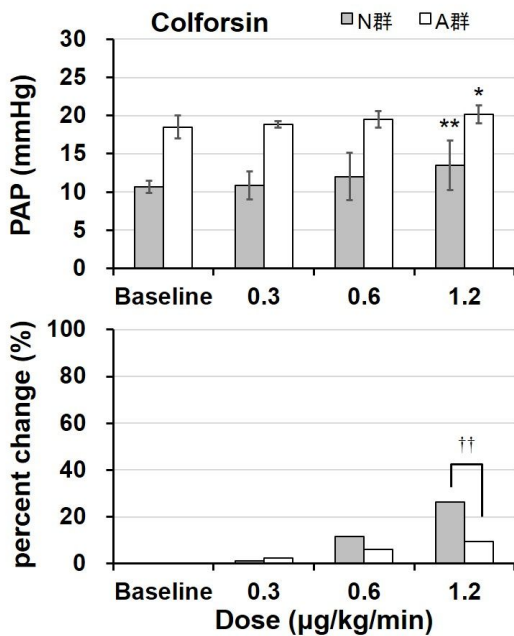 Colforsin
N群 A群
PAP (mmHg)
30
25
20
15
10
5
0
**
*
Baseline 0.3 0.6 1.2
percent change (%)
100
80
60
40
20
0
††
Baseline 0.3 0.6 1.2
Dose (µg/kg/min)